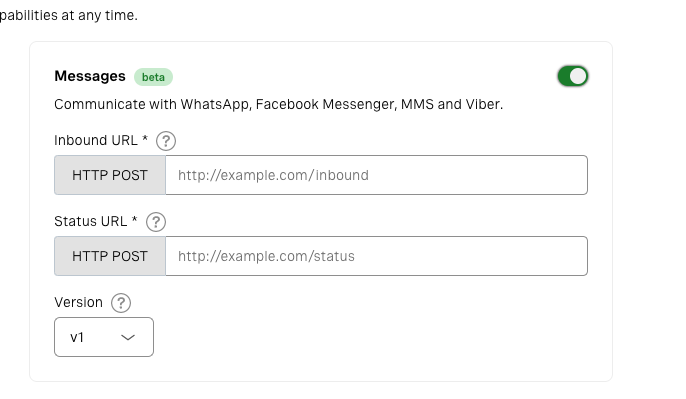 pabilities at any time.
Messages beta
Communicate with WhatsApp, Facebook Messenger, MMS and Viber.
Inbound URL * ?
HTTP POST http://example.com/inbound
Status URL * ?
HTTP POST http://example.com/status
Version ?
v1